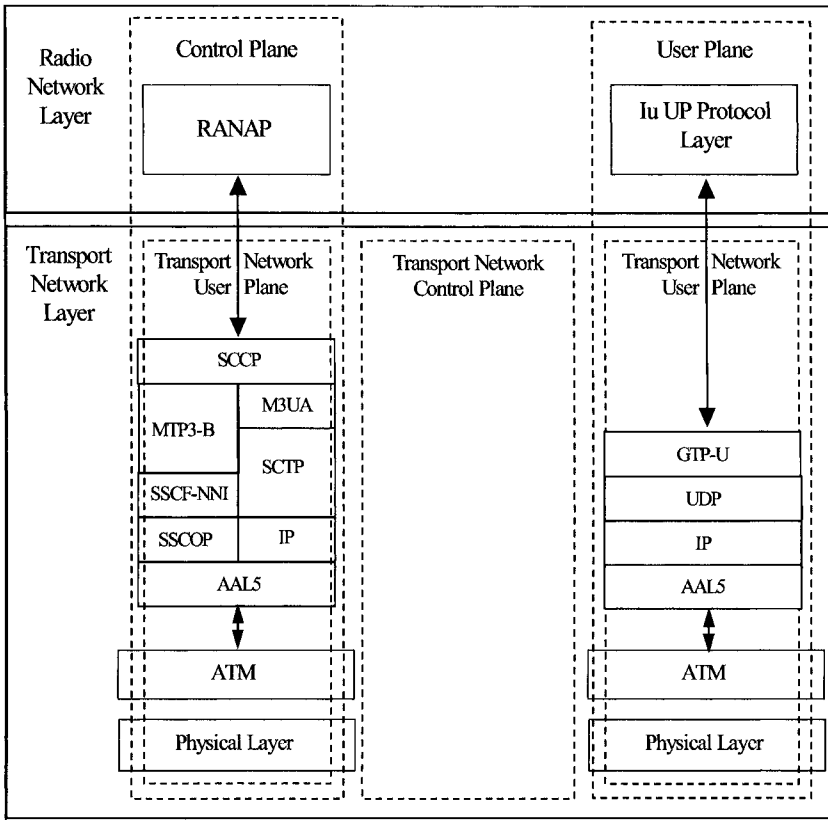 Radio
Network
Layer
Control Plane
RANAP
User Plane
Iu UP Protocol
Layer
Transport
Network
Layer
Transport Network
User Plane
SCCP
MTP3-B
M3UA
SCTP
SSCF-NNI
SSCOP
IP
AAL5
ATM
Physical Layer
Transport Network
Control Plane
Transport Network
User Plane
GTP-U
UDP
IP
AAL5
ATM
Physical Layer